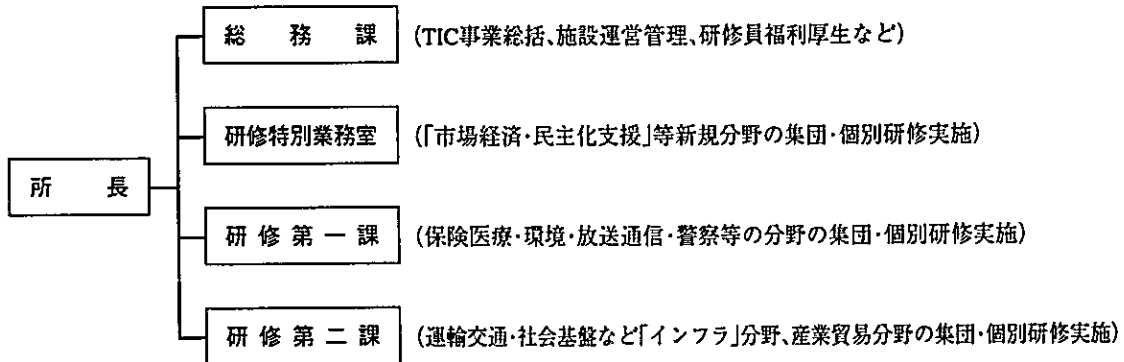 総務課 (TIC事業総括、施設運営管理、研修員福利厚生など)
研修特別業務室 (「市場経済・民主化支援」等新規分野の集団・個別研修実施)
所長
研修第一課 (保険医療・環境・放送通信・警察等の分野の集団・個別研修実施)
研修第二課 (運輸交通・社会基盤など「インフラ」分野、産業貿易分野の集団・個別研修実施)